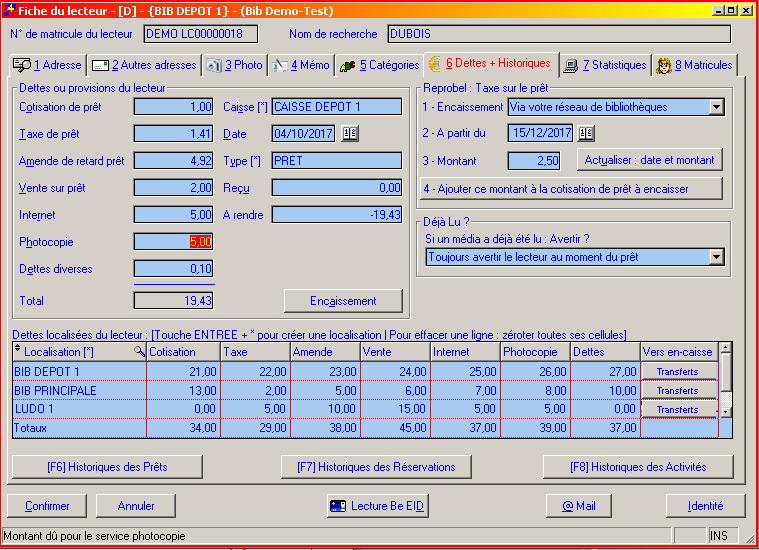 Fiche du lecteur - [D] - {BIB DEPOT 1} - (Bib Demo-Test)
N° de matricule du lecteur DEMO LC00000018 Nom de recherche DUBOIS
1 Adresse 2 Autres adresses 3 Photo 4 Mémo 5 Catégories 6 Dettes + Historiques 7 Statistiques 8 Matricules
Dettes ou provisions du lecteur
Cotisation de prêt 1,00 Caisse [*] CAISSE DEPOT 1
Taxe de prêt 1,41 Date 04/10/2017
Amende de retard prêt 4,92 Type [*] PRET
Vente sur prêt 2,00 Reçu 0,00
Internet 5,00 A rendre -19,43
Photocopie 5,00
Dettes diverses 0,10
Total 19,43 Encaissement
Reprobel : Taxe sur le prêt
1 - Encaissement Via votre réseau de bibliothèques
2 - A partir du 15/12/2017
3 - Montant 2,50 Actualiser : date et montant
4 - Ajouter ce montant à la cotisation de prêt à encaisser
Déjà Lu ?
Si un média a déjà été lu : Avertir ?
Toujours avertir le lecteur au moment du prêt
Dettes localisées du lecteur : [Touche ENTREE + * pour créer une localisation | Pour effacer une ligne : zéroter toutes ses cellules]
Localisation [*] Cotisation Taxe Amende Vente Internet Photocopie Dettes Vers en-caisse
BIB DEPOT 1 21,00 22,00 23,00 24,00 25,00 26,00 27,00 Transferts
BIB PRINCIPALE 13,00 2,00 5,00 6,00 7,00 8,00 10,00 Transferts
LUDO 1 0,00 5,00 10,00 15,00 5,00 5,00 0,00 Transferts
Totaux 34,00 29,00 38,00 45,00 37,00 39,00 37,00
[F6] Historiques des Prêts [F7] Historiques des Réservations [F8] Historiques des Activités
Confirmer Annuler Lecture Be EID @ Mail Identité
Montant dû pour le service photocopie INS